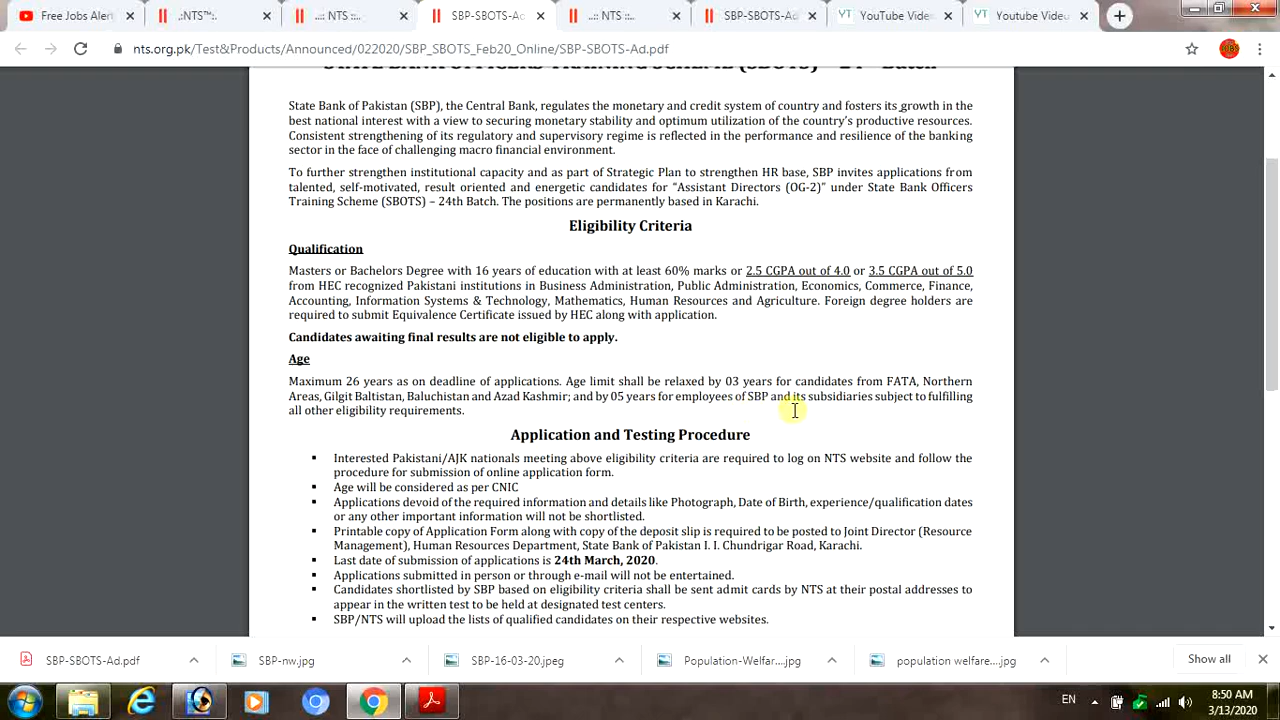 Free Jobs Alert
.:NTS™:.
..:: NTS ::..
SBP-SBOTS-Ad
..:: NTS ::..
SBP-SBOTS-Ad
YT YouTube Video
YT Youtube Video
nts.org.pk/Test&Products/Announced/022020/SBP_SBOTS_Feb20_Online/SBP-SBOTS-Ad.pdf
State Bank of Pakistan (SBP), the Central Bank, regulates the monetary and credit system of country and fosters its growth in the
best national interest with a view to securing monetary stability and optimum utilization of the country's productive resources.
Consistent strengthening of its regulatory and supervisory regime is reflected in the performance and resilience of the banking
sector in the face of challenging macro financial environment.
To further strengthen institutional capacity and as part of Strategic Plan to strengthen HR base, SBP invites applications from
talented, self-motivated, result oriented and energetic candidates for "Assistant Directors (OG-2)" under State Bank Officers
Training Scheme (SBOTS) – 24th Batch. The positions are permanently based in Karachi.
Eligibility Criteria
Qualification
Masters or Bachelors Degree with 16 years of education with at least 60% marks or 2.5 CGPA out of 4.0 or 3.5 CGPA out of 5.0
from HEC recognized Pakistani institutions in Business Administration, Public Administration, Economics, Commerce, Finance,
Accounting, Information Systems & Technology, Mathematics, Human Resources and Agriculture. Foreign degree holders are
required to submit Equivalence Certificate issued by HEC along with application.
Candidates awaiting final results are not eligible to apply.
Age
Maximum 26 years as on deadline of applications. Age limit shall be relaxed by 03 years for candidates from FATA, Northern
Areas, Gilgit Baltistan, Baluchistan and Azad Kashmir; and by 05 years for employees of SBP and its subsidiaries subject to fulfilling
all other eligibility requirements.
Application and Testing Procedure
▪ Interested Pakistani/AJK nationals meeting above eligibility criteria are required to log on NTS website and follow the
procedure for submission of online application form.
▪ Age will be considered as per CNIC
▪ Applications devoid of the required information and details like Photograph, Date of Birth, experience/qualification dates
or any other important information will not be shortlisted.
▪ Printable copy of Application Form along with copy of the deposit slip is required to be posted to Joint Director (Resource
Management), Human Resources Department, State Bank of Pakistan I. I. Chundrigar Road, Karachi.
▪ Last date of submission of applications is 24th March, 2020.
▪ Applications submitted in person or through e-mail will not be entertained.
▪ Candidates shortlisted by SBP based on eligibility criteria shall be sent admit cards by NTS at their postal addresses to
appear in the written test to be held at designated test centers.
▪ SBP/NTS will upload the lists of qualified candidates on their respective websites.
SBP-SBOTS-Ad.pdf
SBP-nw.jpg
SBP-16-03-20.jpeg
Population-Welfar....jpg
population welfare....jpg
Show all
EN
8:50 AM
3/13/2020